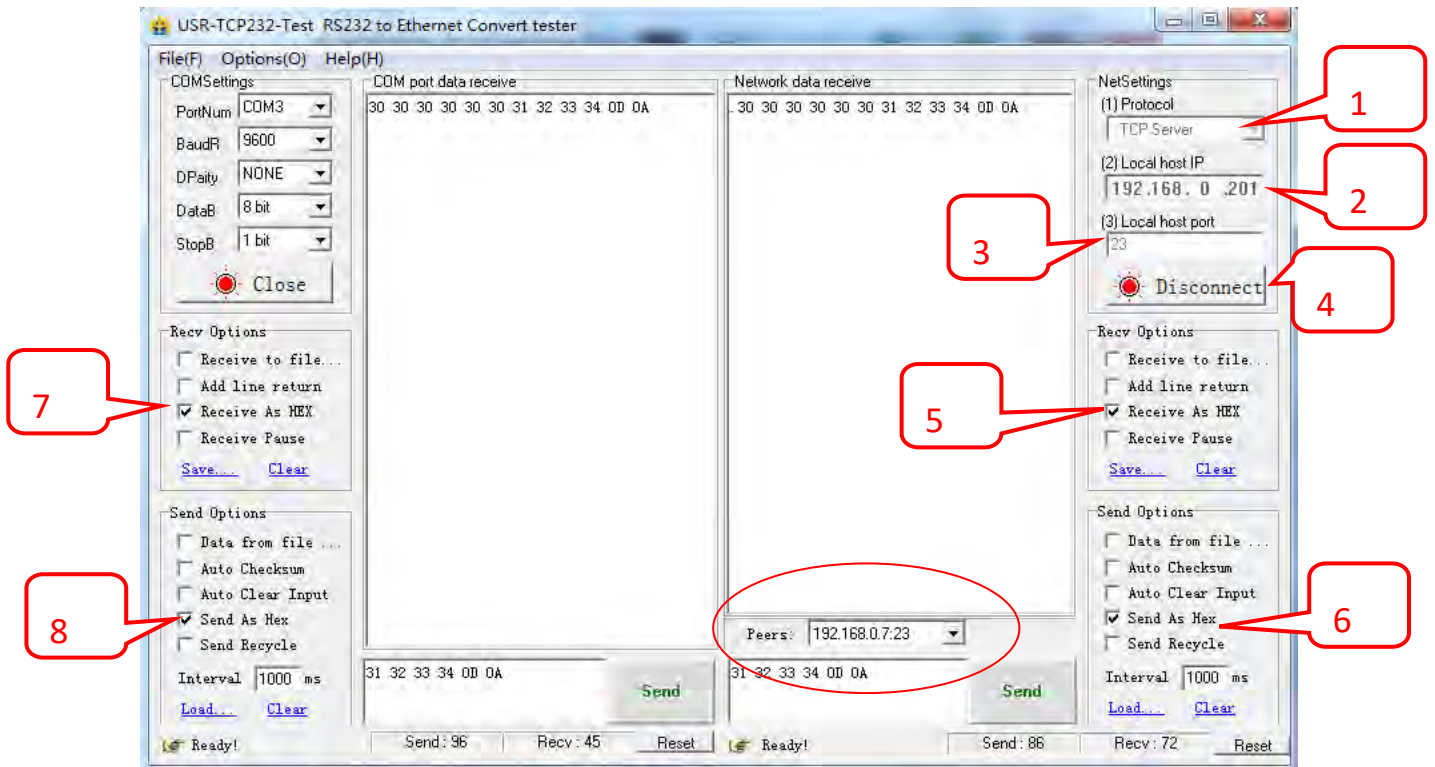 USR-TCP232-Test RS232 to Ethernet Convert tester
File(F) Options(O) Help(H)
COMSettings
PortNum COM3
BaudR 9600
DPaity NONE
DataB 8 bit
StopB 1 bit
Close
Recv Options
Receive to file...
Add line return
Receive As HEX
Receive Pause
Save... Clear
Send Options
Data from file ...
Auto Checksum
Auto Clear Input
Send As Hex
Send Recycle
Interval 1000 ms
Load... Clear
Ready!
COM port data receive
30 30 30 30 30 30 31 32 33 34 0D 0A
31 32 33 34 0D 0A
Send
Send : 96 Recv : 45 Reset
Network data receive
30 30 30 30 30 30 31 32 33 34 0D 0A
Peers: 192.168.0.7:23
31 32 33 34 0D 0A
Send
Ready! Send : 86 Recv : 72 Reset
NetSettings
(1) Protocol
TCP Server
(2) Local host IP
192.168. 0 .201
(3) Local host port
23
Disconnect
Recv Options
Receive to file...
Add line return
Receive As HEX
Receive Pause
Save... Clear
Send Options
Data from file ...
Auto Checksum
Auto Clear Input
Send As Hex
Send Recycle
Interval 1000 ms
Load... Clear
1
2
3
4
5
6
7
8